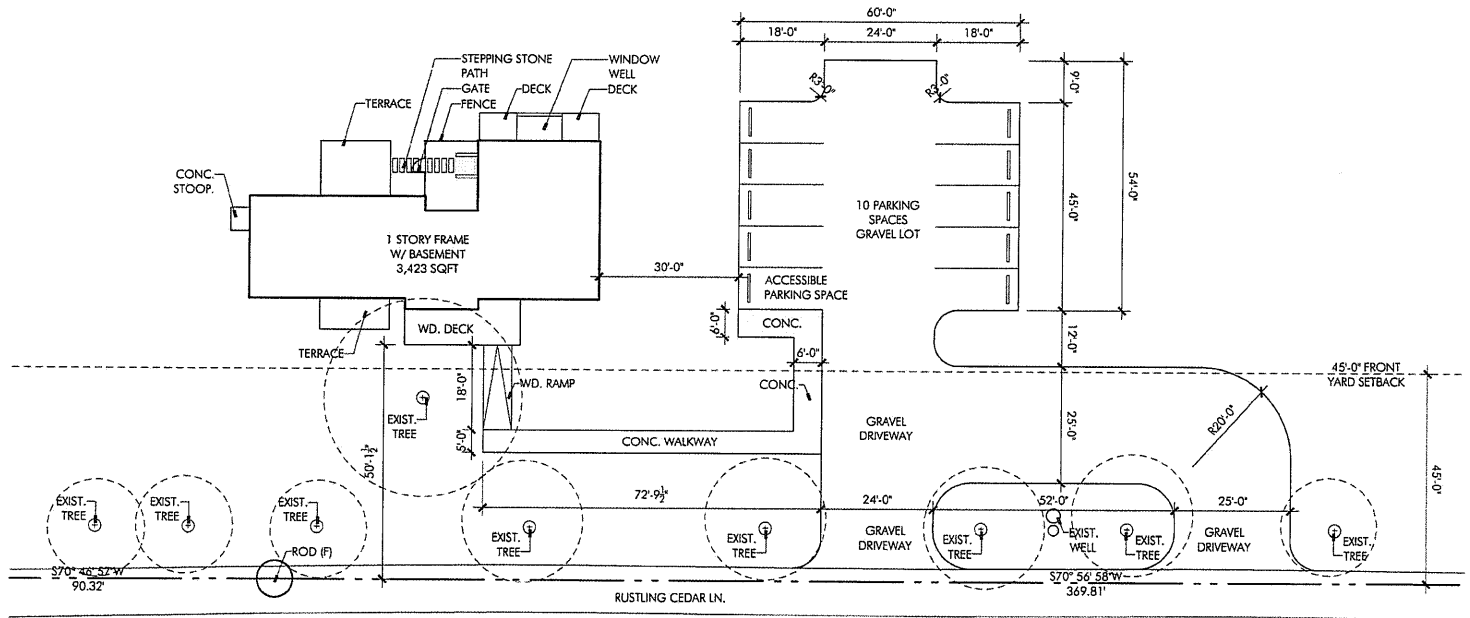 60'-0"
18'-0"
24'-0"
18'-0"
STEPPING STONE
PATH
GATE
FENCE
WINDOW
WELL
DECK
DECK
TERRACE
R3'-0"
R3'-0"
9'-0"
CONC.
STOOP.
54'-0"
45'-0"
10 PARKING
SPACES
GRAVEL LOT
1 STORY FRAME
W/ BASEMENT
3,423 SQFT
30'-0"
ACCESSIBLE
PARKING SPACE
6'-0"
CONC.
WD. DECK
TERRACE
6'-0"
12'-0"
45'-0" FRONT
YARD SETBACK
WD. RAMP
CONC.
18'-0"
EXIST.
TREE
R20'-0"
GRAVEL
DRIVEWAY
25'-0"
5'-0"
CONC. WALKWAY
50'-1½"
45'-0"
72'-9½"
24'-0"
52'-0"
25'-0"
EXIST.
TREE
EXIST.
TREE
EXIST.
TREE
EXIST.
TREE
EXIST.
TREE
GRAVEL
DRIVEWAY
EXIST.
TREE
EXIST.
WELL
EXIST.
TREE
GRAVEL
DRIVEWAY
EXIST.
TREE
ROD (F)
S70° 46' 52" W
90.32'
S70° 56' 58" W
369.81'
RUSTLING CEDAR LN.